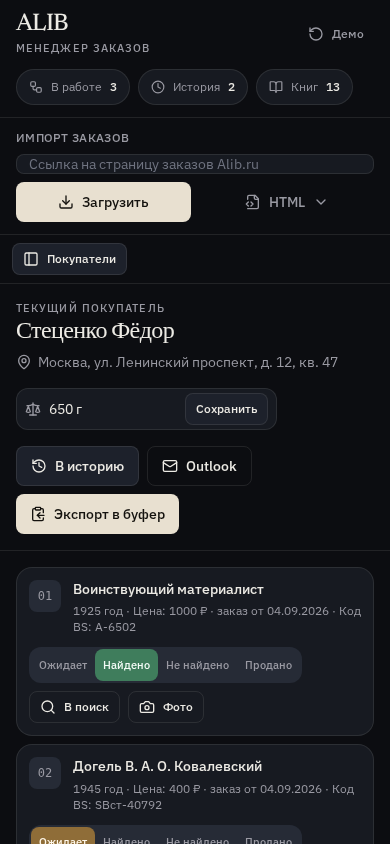 ALIB
МЕНЕДЖЕР ЗАКАЗОВ
Демо
В работе 3
История 2
Книг 13
ИМПОРТ ЗАКАЗОВ
Ссылка на страницу заказов Alib.ru
Загрузить
HTML
Покупатели
ТЕКУЩИЙ ПОКУПАТЕЛЬ
Стеценко Фёдор
Москва, ул. Ленинский проспект, д. 12, кв. 47
650 г
Сохранить
В историю
Outlook
Экспорт в буфер
01
Воинствующий материалист
1925 год · Цена: 1000 ₽ · заказ от 04.09.2026 · Код
BS: А-6502
Ожидает Найдено Не найдено Продано
В поиск
Фото
02
Догель В. А. О. Ковалевский
1945 год · Цена: 400 ₽ · заказ от 04.09.2026 · Код
BS: SBст-40792
Ожидает Найдено Не найдено Продано